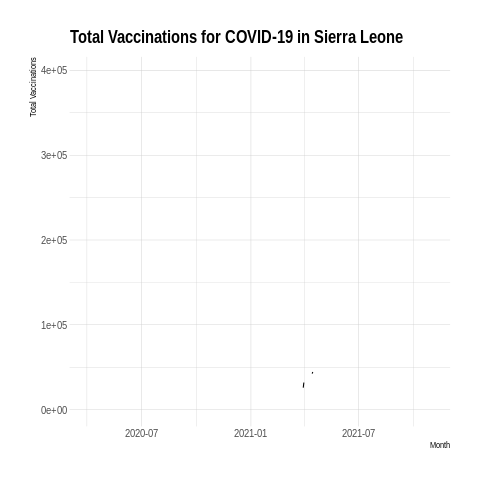 Total Vaccinations for COVID-19 in Sierra Leone
Total Vaccinations
4e+05
3e+05
2e+05
1e+05
0e+00
2020-07
2021-01
2021-07
Month